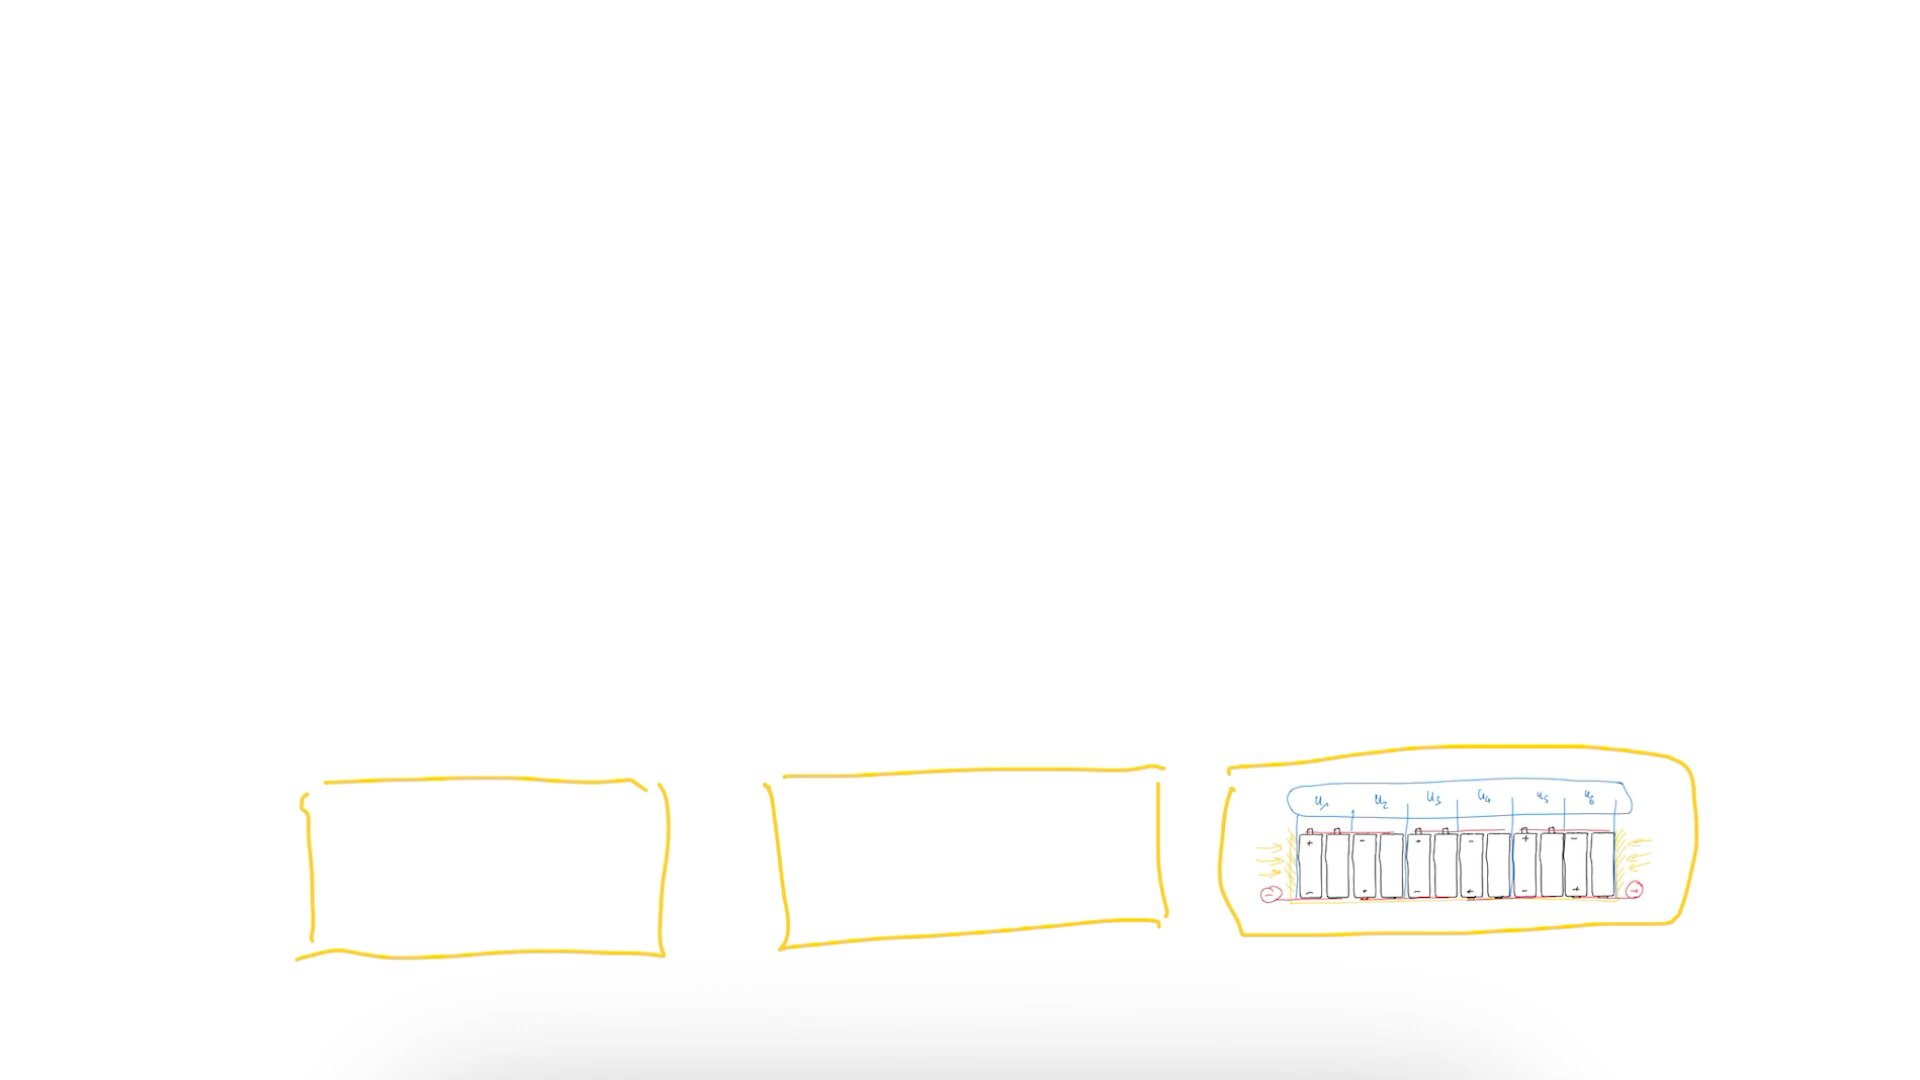 U₁ U₂ U₃ U₄ U₅ U₆
+ - + - + -
- + - + - +
- +